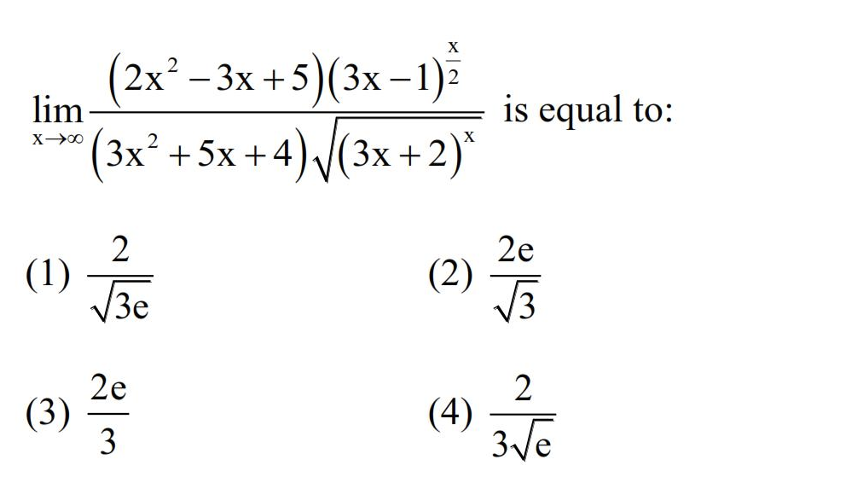 lim x→∞ (2x² − 3x + 5)(3x − 1)^(x/2) / (3x² + 5x + 4)√((3x + 2)^x) is equal to:
(1) 2/√(3e) (2) 2e/√3
(3) 2e/3 (4) 2/(3√e)